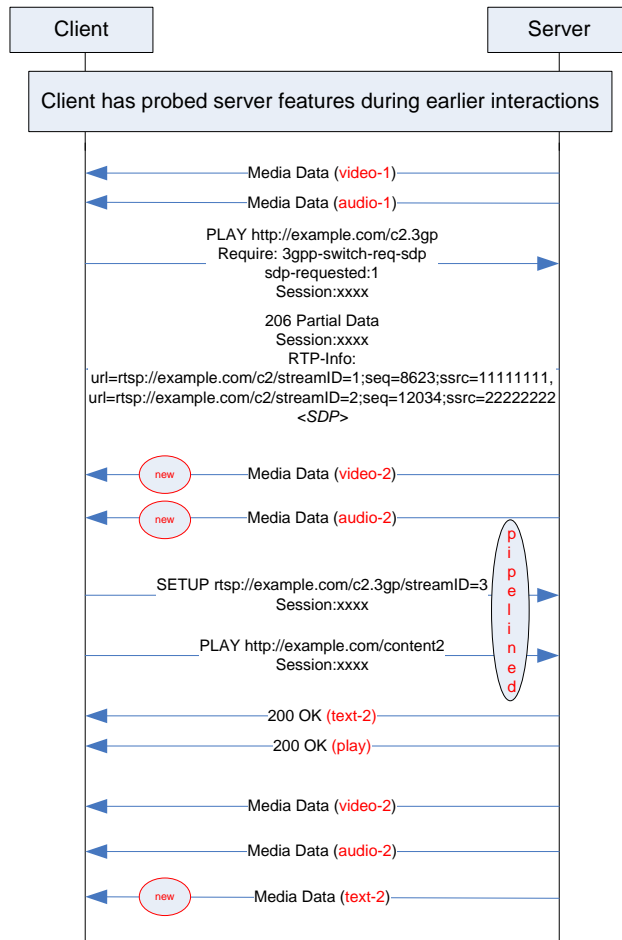 Client
Server
Client has probed server features during earlier interactions
Media Data (video-1)
Media Data (audio-1)
PLAY http://example.com/c2.3gp
Require: 3gpp-switch-req-sdp
sdp-requested:1
Session:xxxx
206 Partial Data
Session:xxxx
RTP-Info:
url=rtsp://example.com/c2/streamID=1;seq=8623;ssrc=11111111,
url=rtsp://example.com/c2/streamID=2;seq=12034;ssrc=22222222
<SDP>
new
Media Data (video-2)
new
Media Data (audio-2)
pipelined
SETUP rtsp://example.com/c2.3gp/streamID=3
Session:xxxx
PLAY http://example.com/content2
Session:xxxx
200 OK (text-2)
200 OK (play)
Media Data (video-2)
Media Data (audio-2)
new
Media Data (text-2)